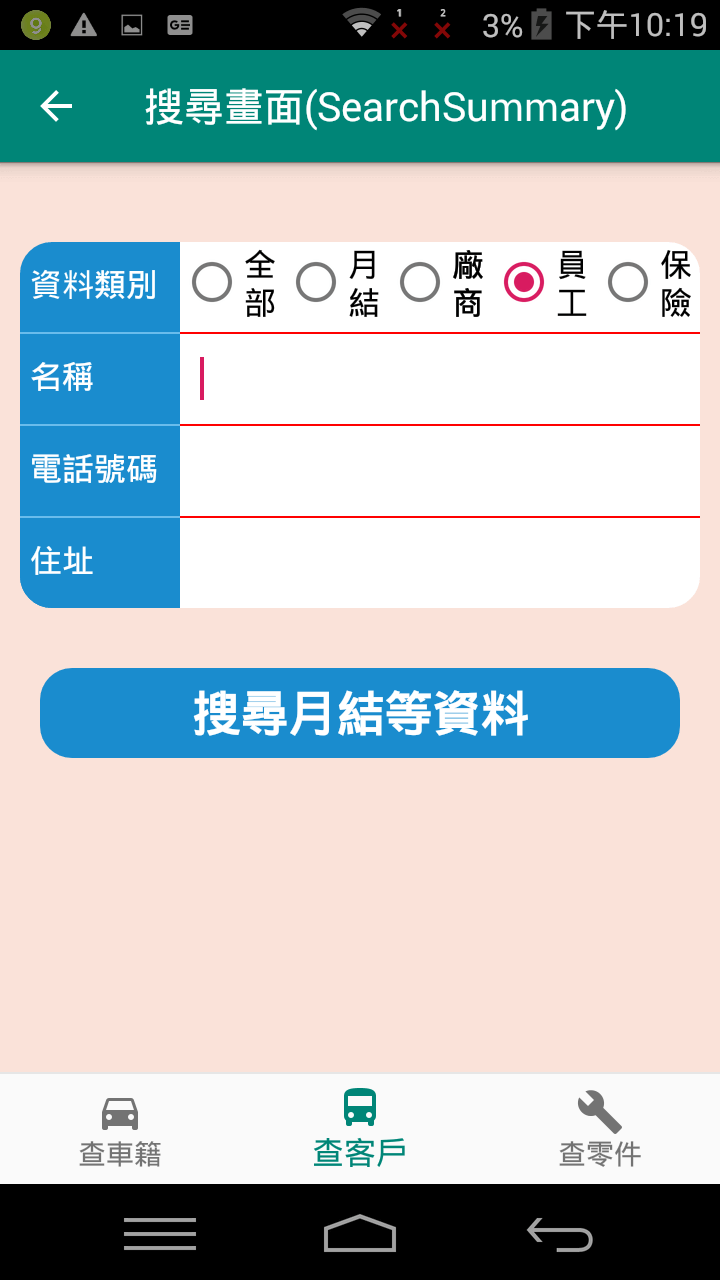 9 GE 1 2 3% 下午10:19
搜尋畫面(SearchSummary)
資料類別 全部 月結 廠商 員工 保險
名稱
電話號碼
住址
搜尋月結等資料
查車籍 查客戶 查零件